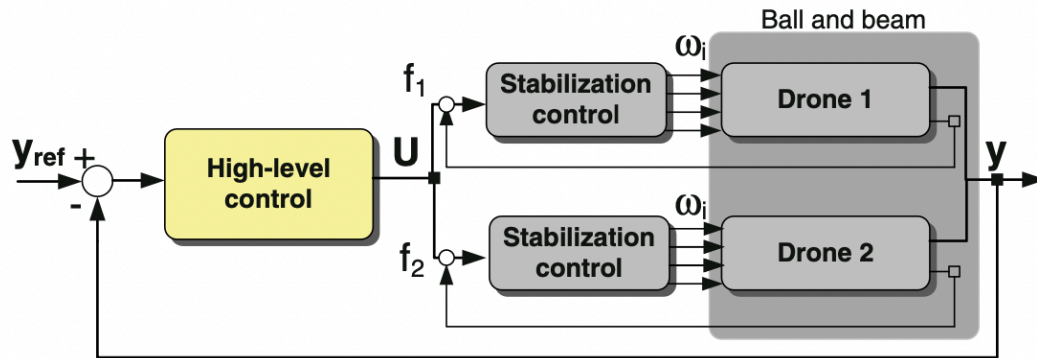 Ball and beam
ωi
f1
Stabilization
control
Drone 1
yref
+
-
High-level
control
U
y
ωi
f2
Stabilization
control
Drone 2